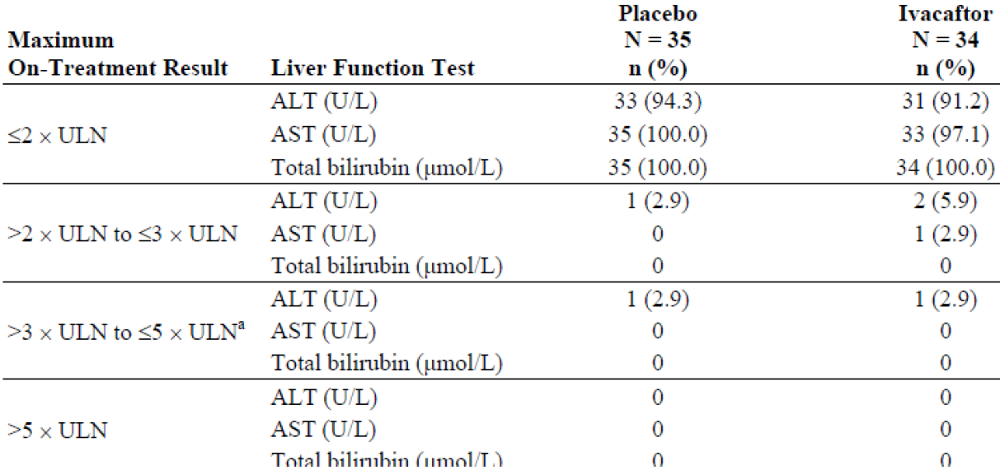 Placebo Ivacaftor
Maximum N = 35 N = 34
On-Treatment Result Liver Function Test n (%) n (%)
ALT (U/L) 33 (94.3) 31 (91.2)
≤2 × ULN AST (U/L) 35 (100.0) 33 (97.1)
Total bilirubin (μmol/L) 35 (100.0) 34 (100.0)
ALT (U/L) 1 (2.9) 2 (5.9)
>2 × ULN to ≤3 × ULN AST (U/L) 0 1 (2.9)
Total bilirubin (μmol/L) 0 0
ALT (U/L) 1 (2.9) 1 (2.9)
>3 × ULN to ≤5 × ULNᵃ AST (U/L) 0 0
Total bilirubin (μmol/L) 0 0
ALT (U/L) 0 0
>5 × ULN AST (U/L) 0 0
Total bilirubin (μmol/L) 0 0